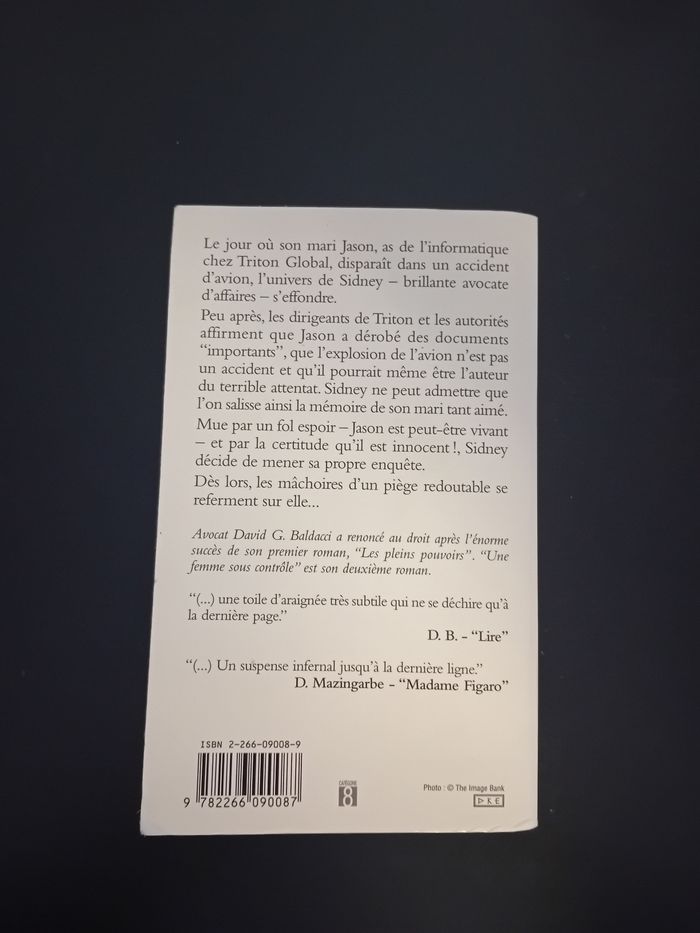 Le jour où son mari Jason, as de l'informatique
chez Triton Global, disparaît dans un accident
d'avion, l'univers de Sidney – brillante avocate
d'affaires – s'effondre.
Peu après, les dirigeants de Triton et les autorités
affirment que Jason a dérobé des documents
“importants”, que l'explosion de l'avion n'est pas
un accident et qu'il pourrait même être l'auteur
du terrible attentat. Sidney ne peut admettre que
l'on salisse ainsi la mémoire de son mari tant aimé.
Mue par un fol espoir – Jason est peut-être vivant
– et par la certitude qu'il est innocent !, Sidney
décide de mener sa propre enquête.
Dès lors, les mâchoires d'un piège redoutable se
referment sur elle...
Avocat David G. Baldacci a renoncé au droit après l'énorme
succès de son premier roman, “Les pleins pouvoirs”. “Une
femme sous contrôle” est son deuxième roman.
“(...) une toile d'araignée très subtile qui ne se déchire qu'à
la dernière page.”
D. B. - “Lire”
“(...) Un suspense infernal jusqu'à la dernière ligne.”
D. Mazingarbe - “Madame Figaro”
ISBN 2-266-09008-9
9 782266 090087
CATÉGORIE
8
Photo : © The Image Bank